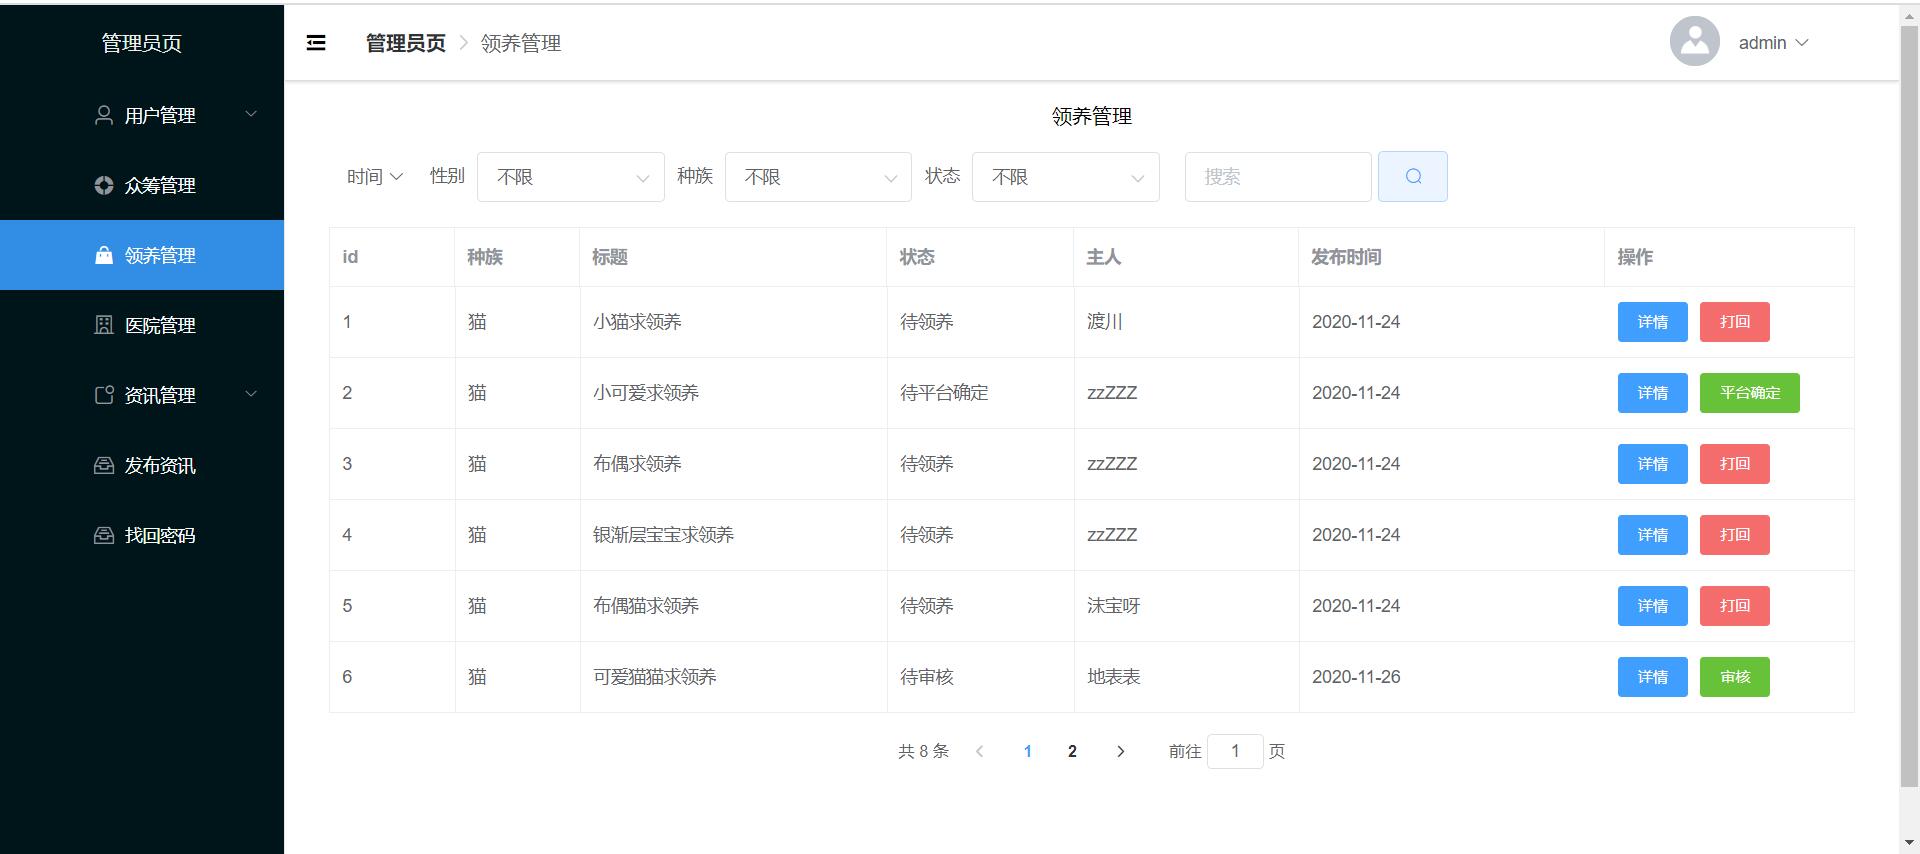 管理员页
用户管理
众筹管理
领养管理
医院管理
资讯管理
发布资讯
找回密码
管理员页 领养管理
admin
领养管理
时间 性别 不限 种族 不限 状态 不限 搜索
id 种族 标题 状态 主人 发布时间 操作
1 猫 小猫求领养 待领养 渡川 2020-11-24 详情 打回
2 猫 小可爱求领养 待平台确定 zzZZZ 2020-11-24 详情 平台确定
3 猫 布偶求领养 待领养 zzZZZ 2020-11-24 详情 打回
4 猫 银渐层宝宝求领养 待领养 zzZZZ 2020-11-24 详情 打回
5 猫 布偶猫求领养 待领养 沫宝呀 2020-11-24 详情 打回
6 猫 可爱猫猫求领养 待审核 地表表 2020-11-26 详情 审核
共 8 条 1 2 前往 1 页